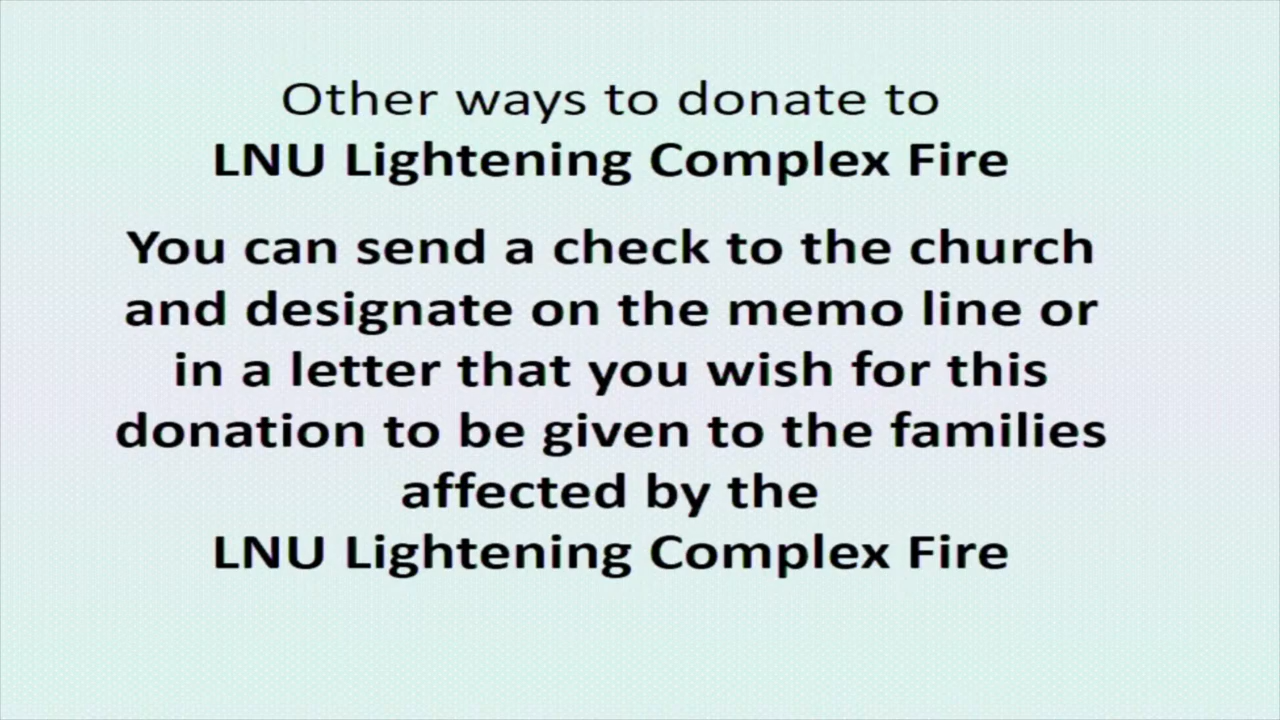 Other ways to donate to
LNU Lightening Complex Fire
You can send a check to the church
and designate on the memo line or
in a letter that you wish for this
donation to be given to the families
affected by the
LNU Lightening Complex Fire